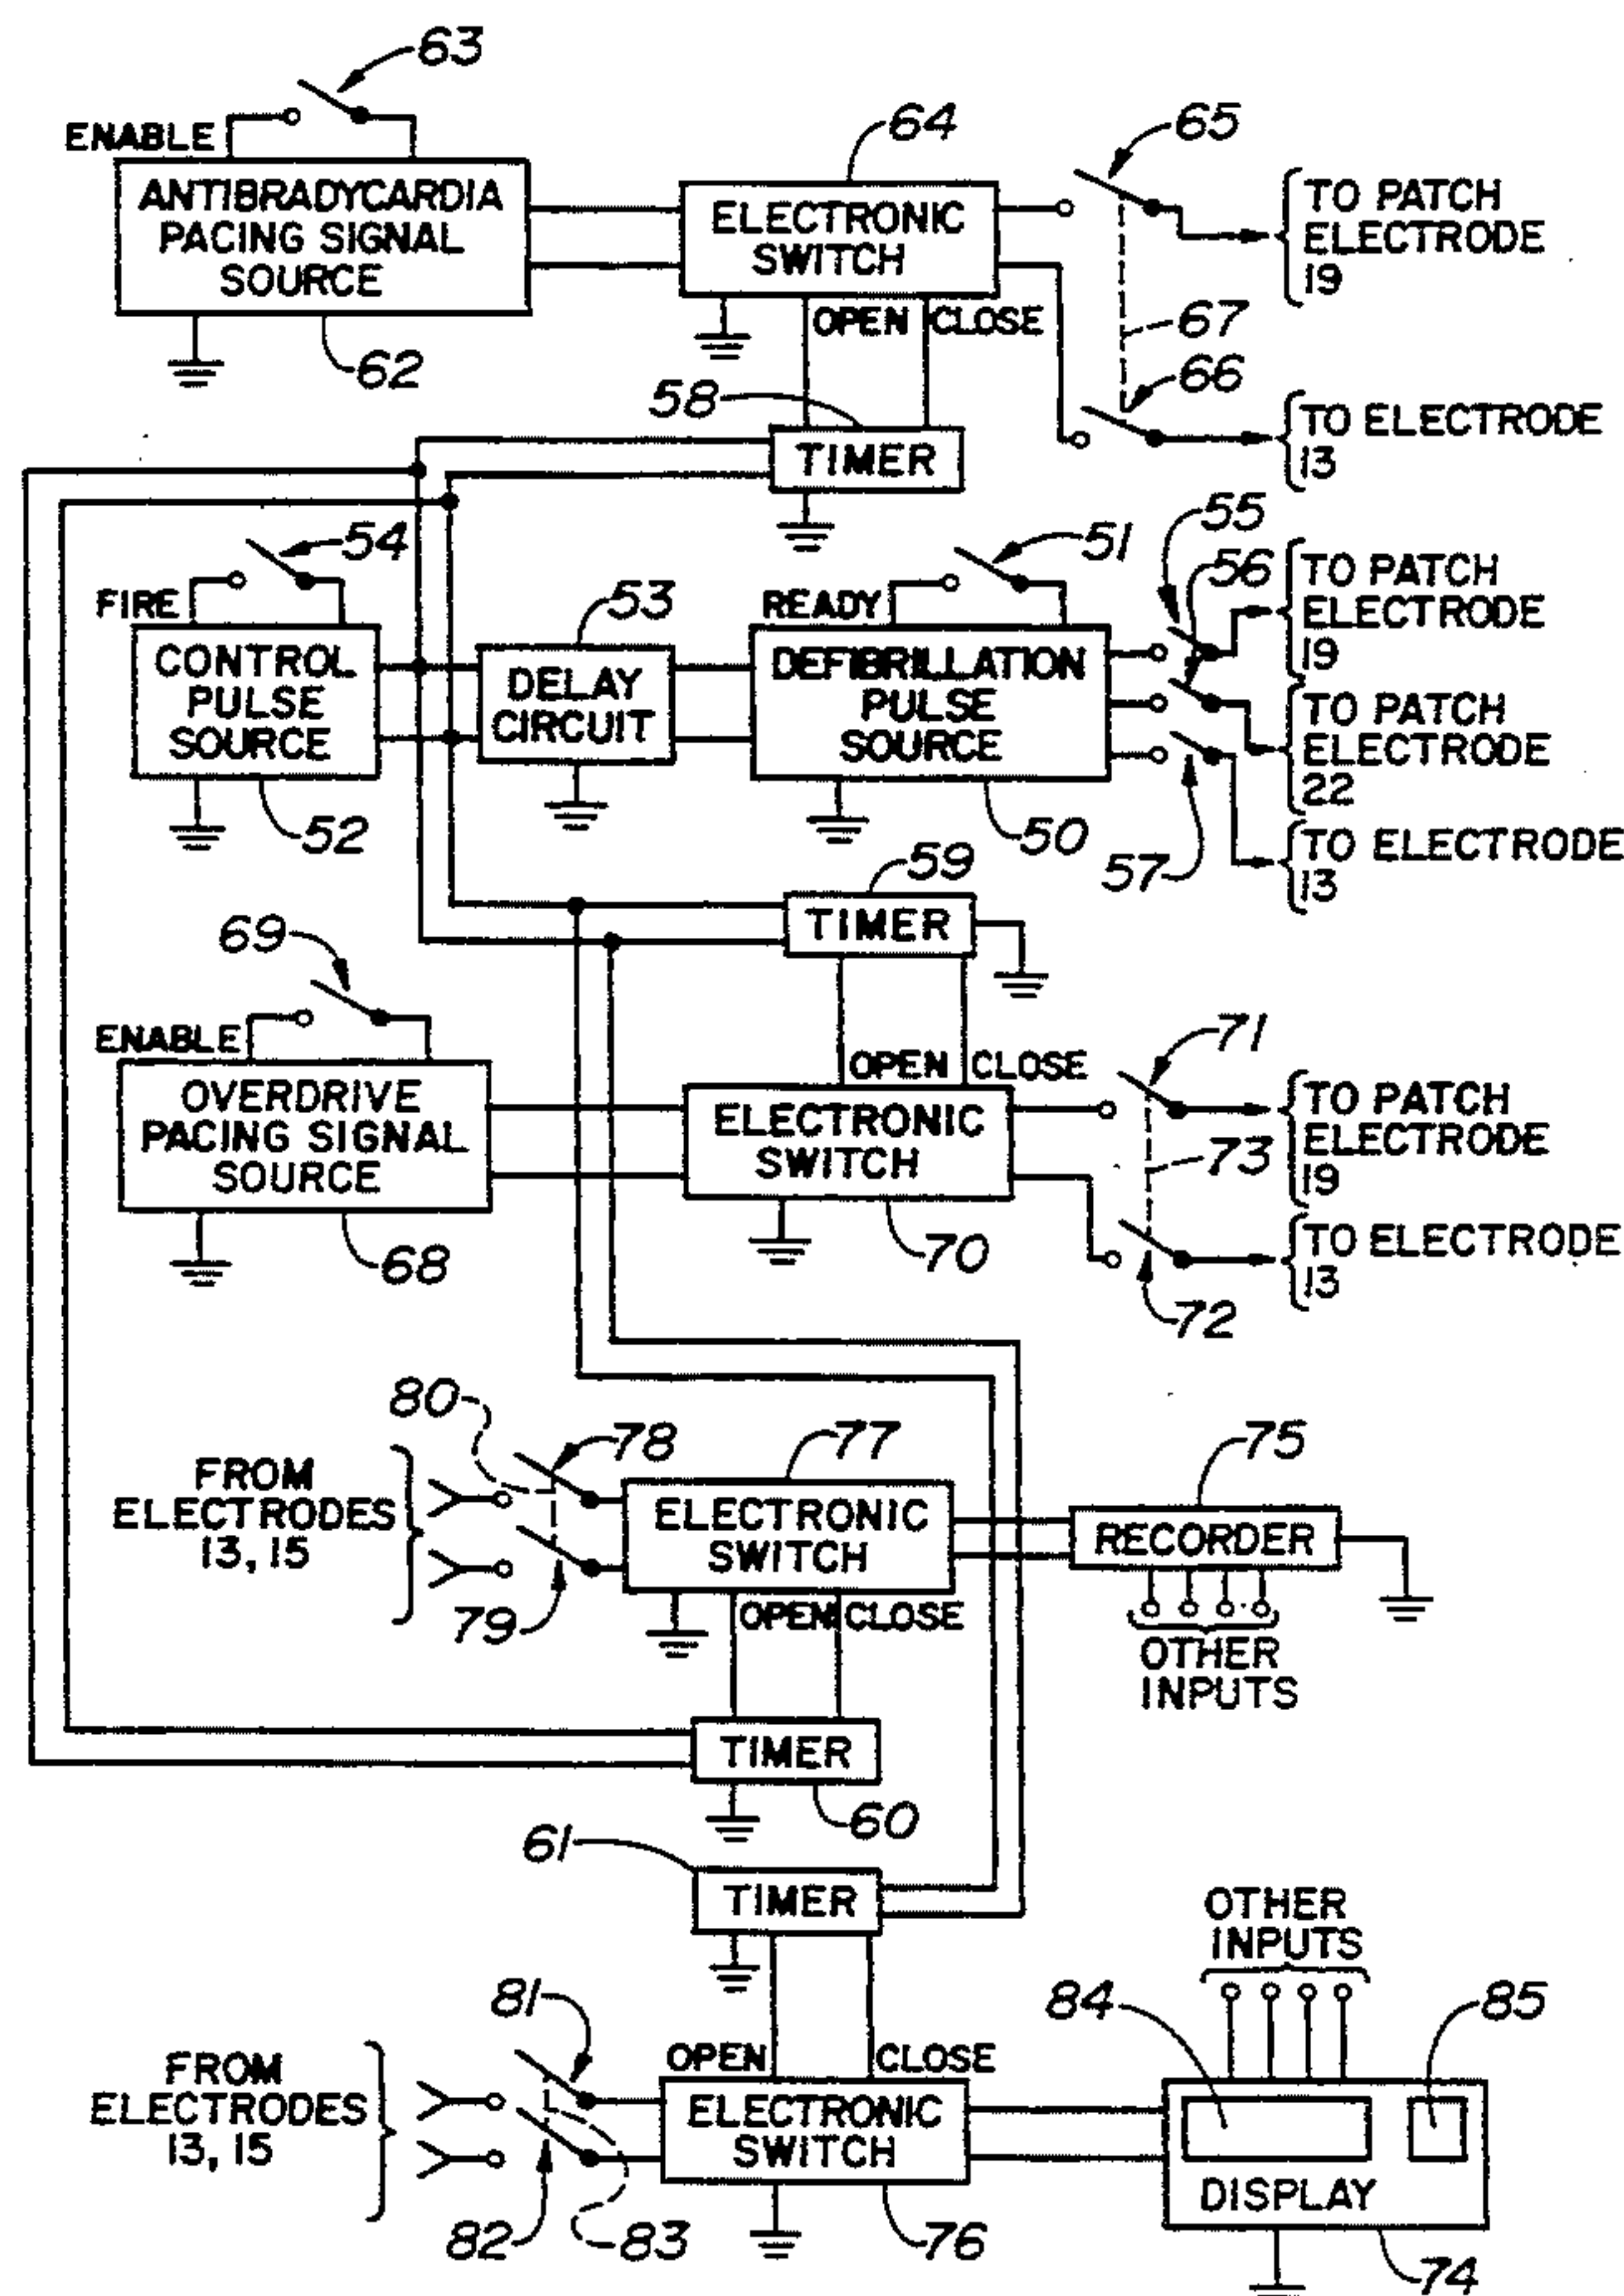 63
ENABLE
64
65
ANTIBRADYCARDIA
PACING SIGNAL
SOURCE
ELECTRONIC
SWITCH
TO PATCH
ELECTRODE
19
OPEN CLOSE
67
62
66
58
TO ELECTRODE
13
TIMER
55
54
51
56
FIRE
53
READY
TO PATCH
ELECTRODE
19
CONTROL
PULSE
SOURCE
DELAY
CIRCUIT
DEFIBRILLATION
PULSE
SOURCE
TO PATCH
ELECTRODE
22
52
50
57
TO ELECTRODE
13
59
TIMER
69
ENABLE
OPEN CLOSE
71
OVERDRIVE
PACING SIGNAL
SOURCE
ELECTRONIC
SWITCH
TO PATCH
ELECTRODE
19
73
68
70
TO ELECTRODE
13
72
80
78
77
75
FROM
ELECTRODES
13, 15
ELECTRONIC
SWITCH
RECORDER
79
OPEN CLOSE
OTHER
INPUTS
TIMER
60
61
TIMER
OTHER
INPUTS
81
84
85
OPEN CLOSE
FROM
ELECTRODES
13, 15
ELECTRONIC
SWITCH
DISPLAY
82
83
76
74